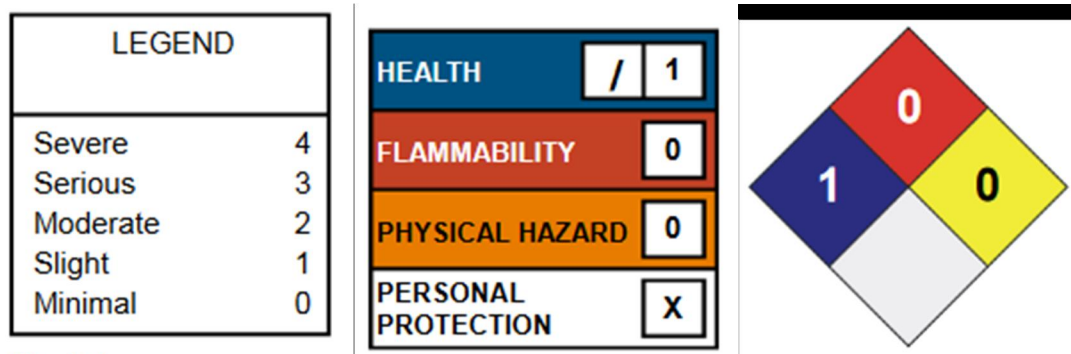 LEGEND
Severe 4
Serious 3
Moderate 2
Slight 1
Minimal 0
HEALTH / 1
FLAMMABILITY 0
PHYSICAL HAZARD 0
PERSONAL
PROTECTION X
0
1 0